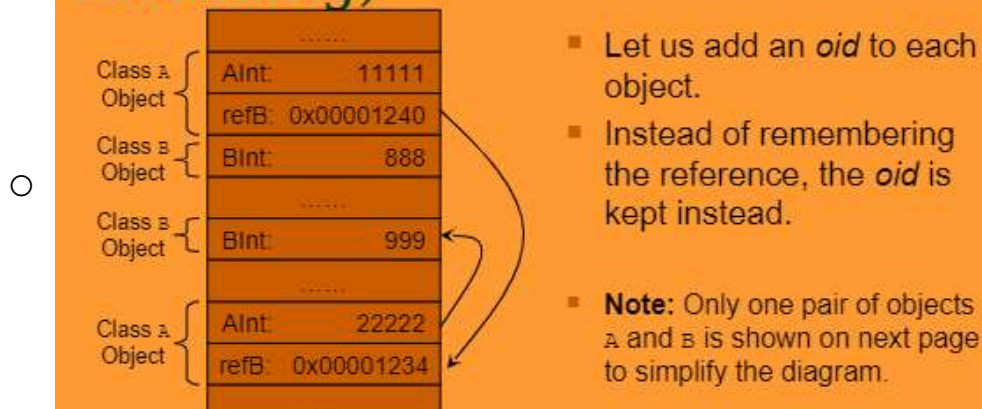 ......
Class A
Object
AInt: 11111
refB: 0x00001240
Class B
Object
BInt: 888
......
Class B
Object
BInt: 999
......
Class A
Object
AInt: 22222
refB: 0x00001234
Let us add an oid to each
object.
Instead of remembering
the reference, the oid is
kept instead.
Note: Only one pair of objects
A and B is shown on next page
to simplify the diagram.